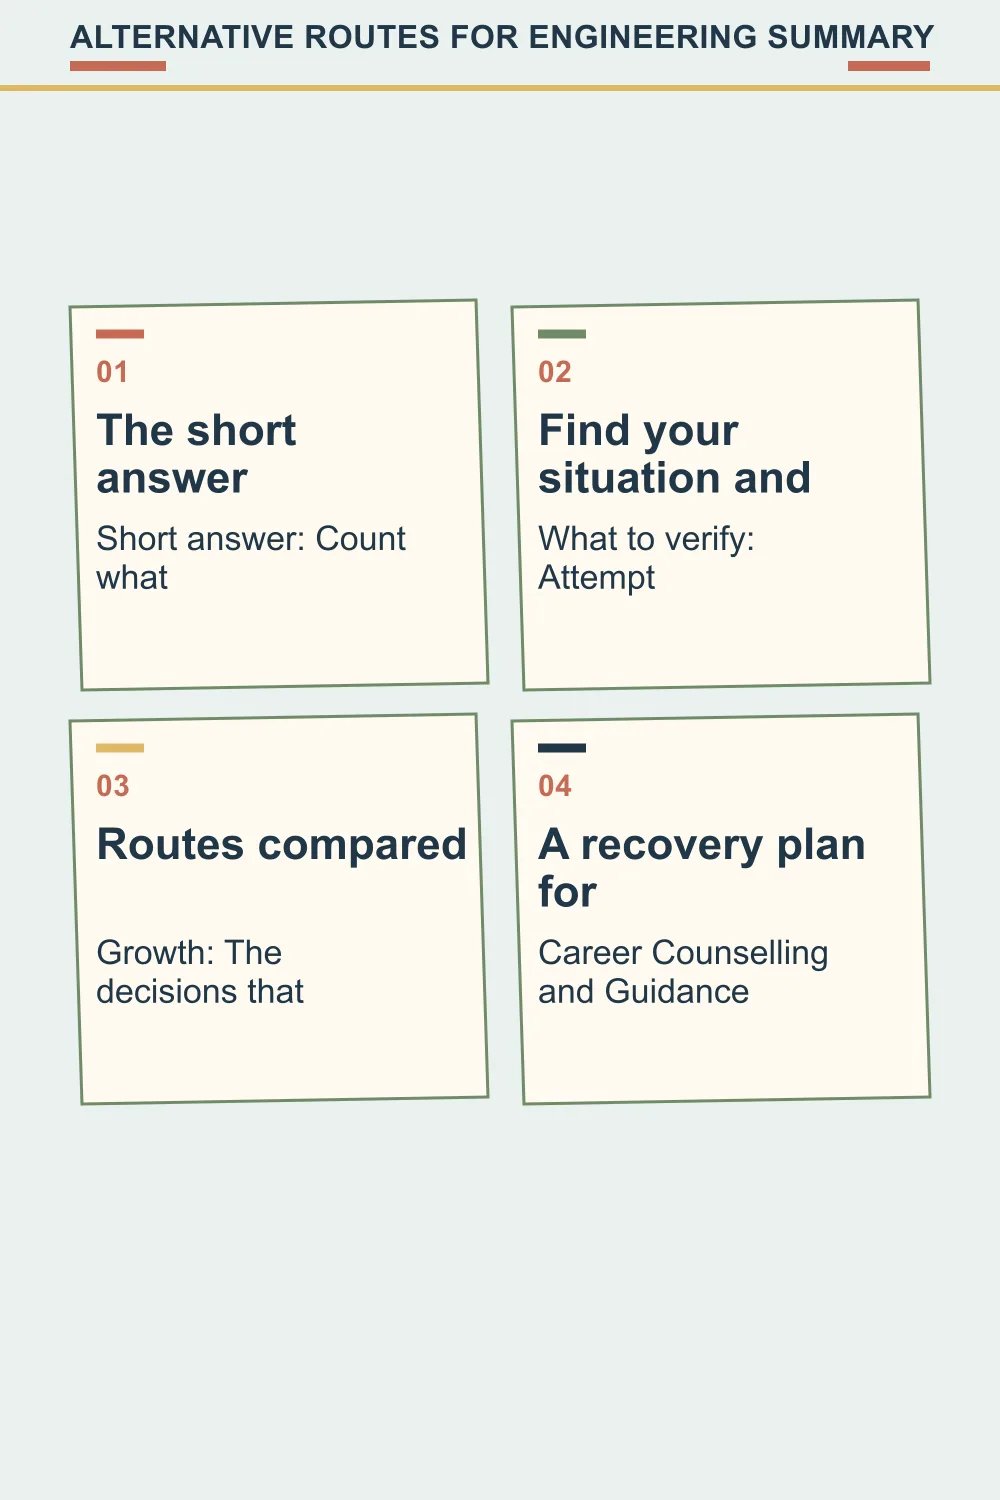 ALTERNATIVE ROUTES FOR ENGINEERING SUMMARY
01
The short
answer
Short answer: Count
what
02
Find your
situation and
What to verify:
Attempt
03
Routes compared
Growth: The
decisions that
04
A recovery plan
for
Career Counselling
and Guidance